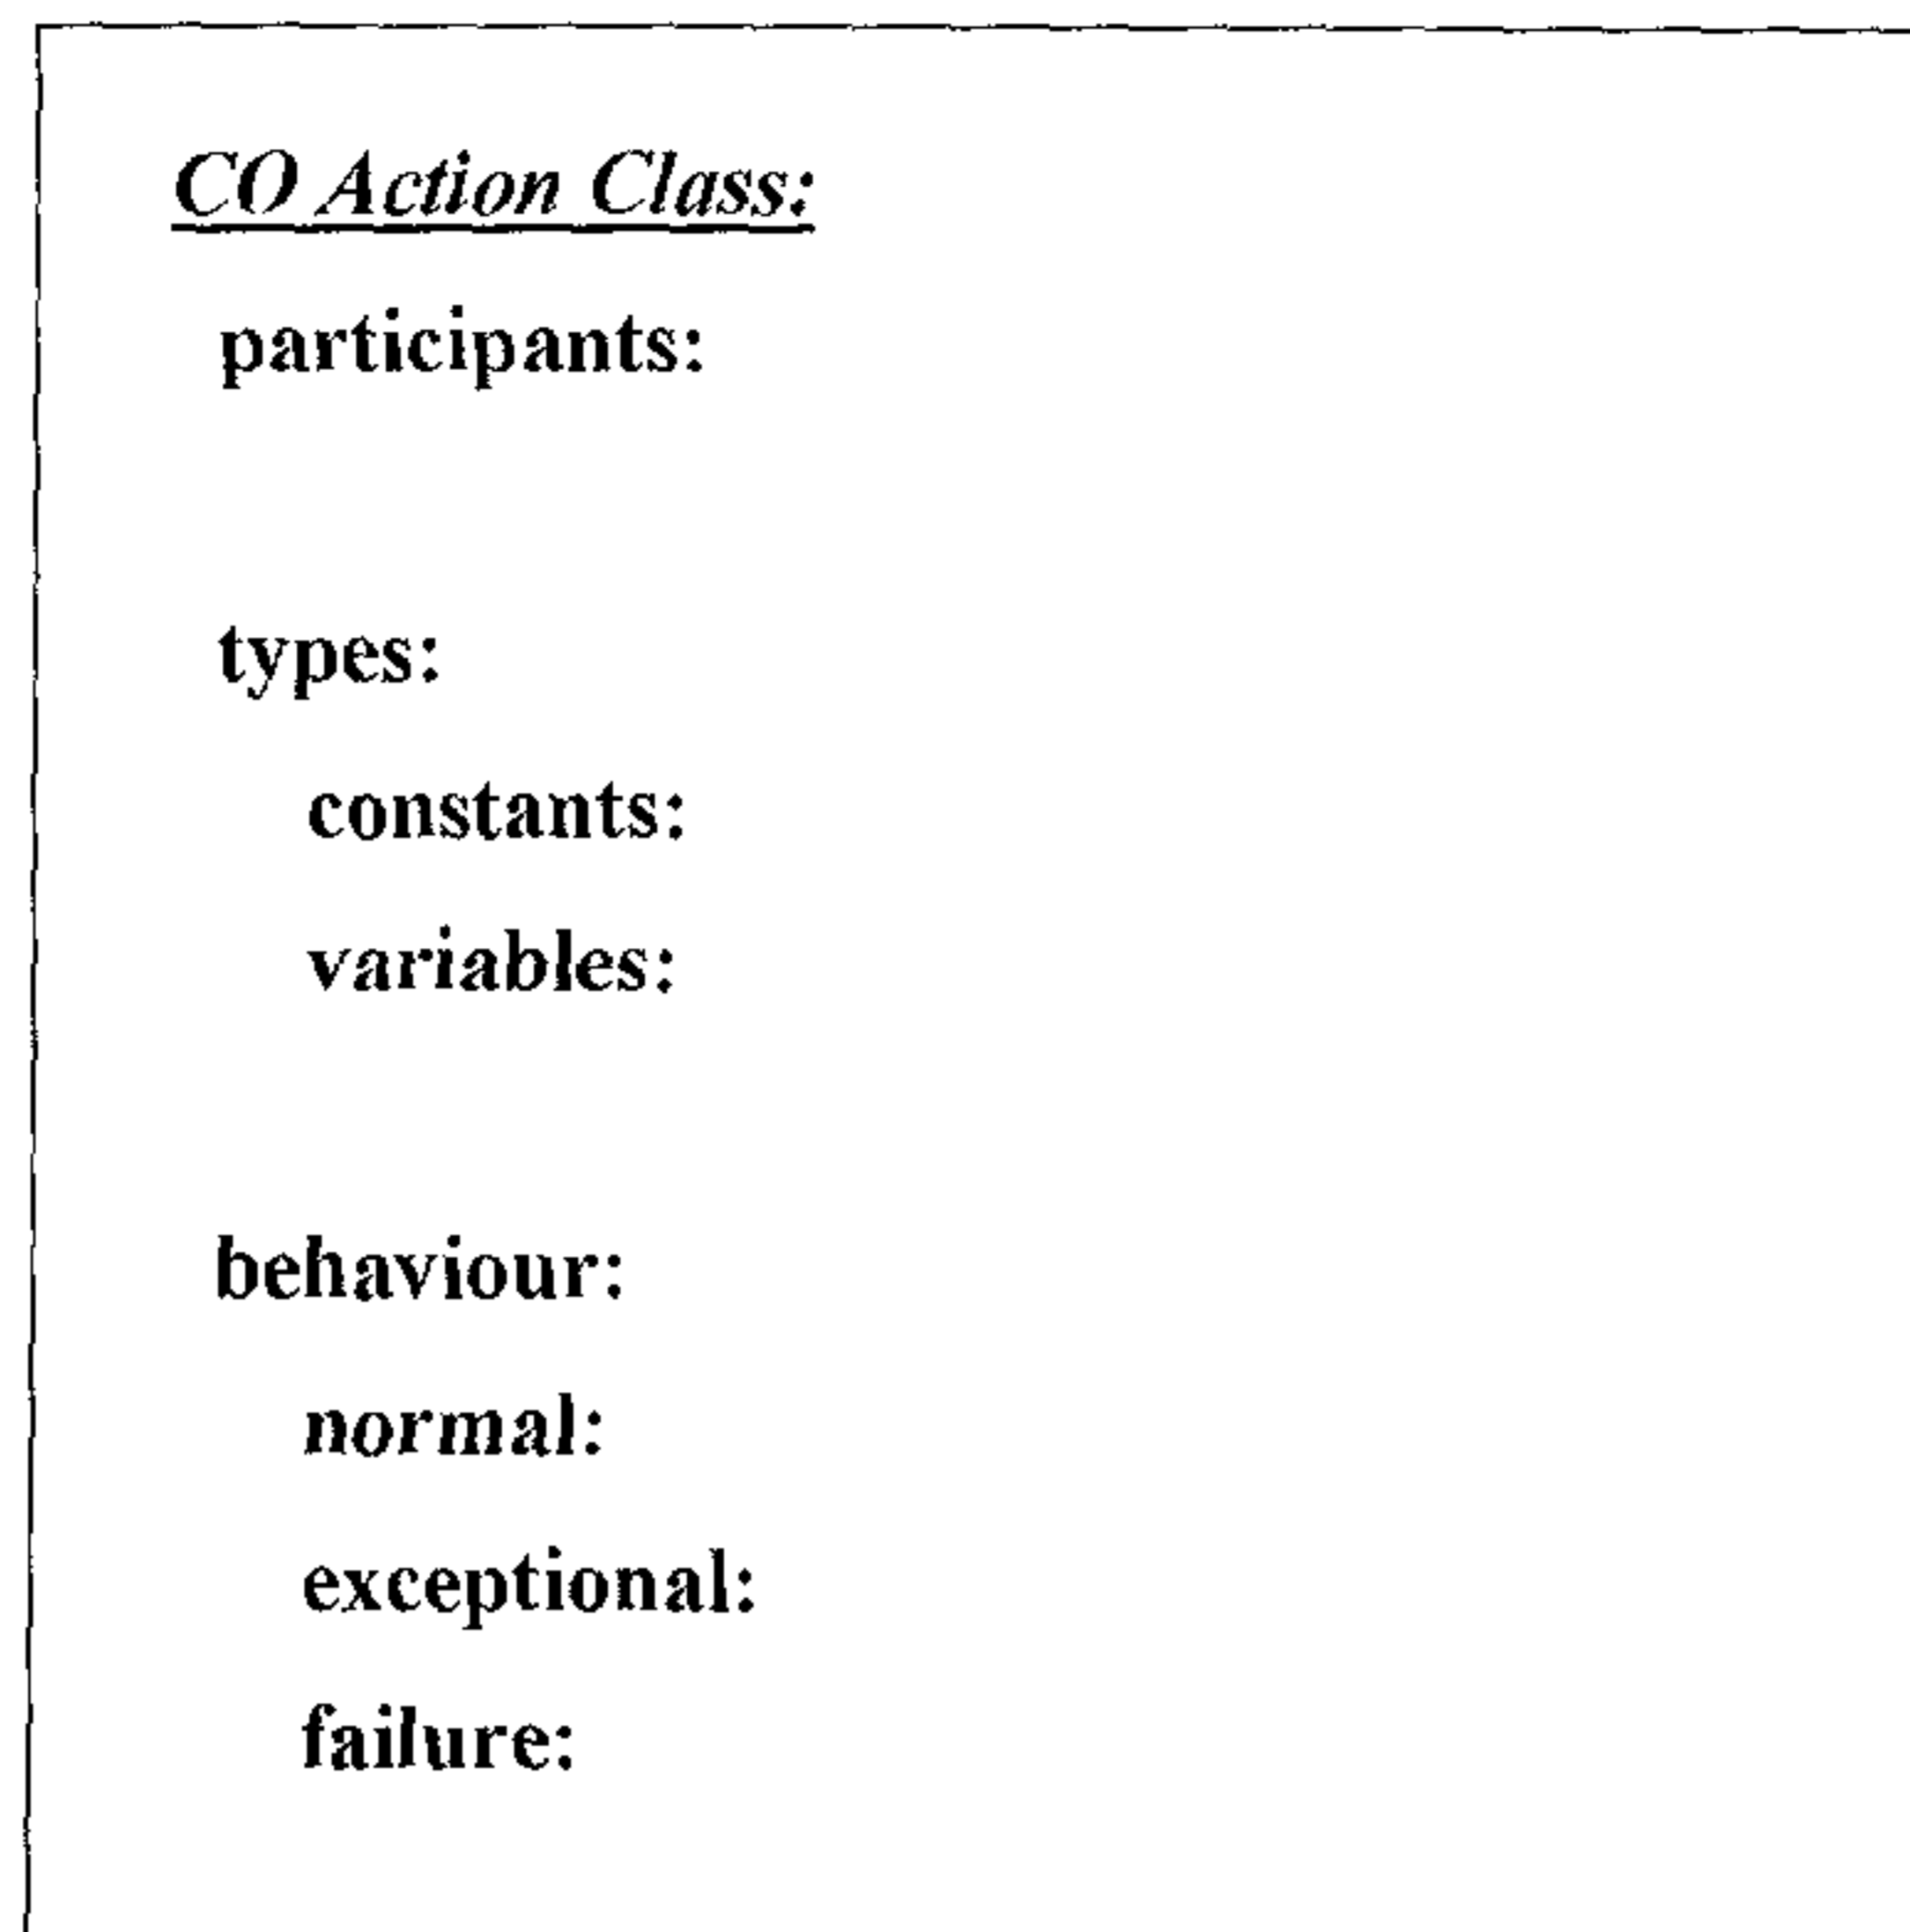 CO Action Class:
participants:
types:
constants:
variables:
behaviour:
normal:
exceptional:
failure: